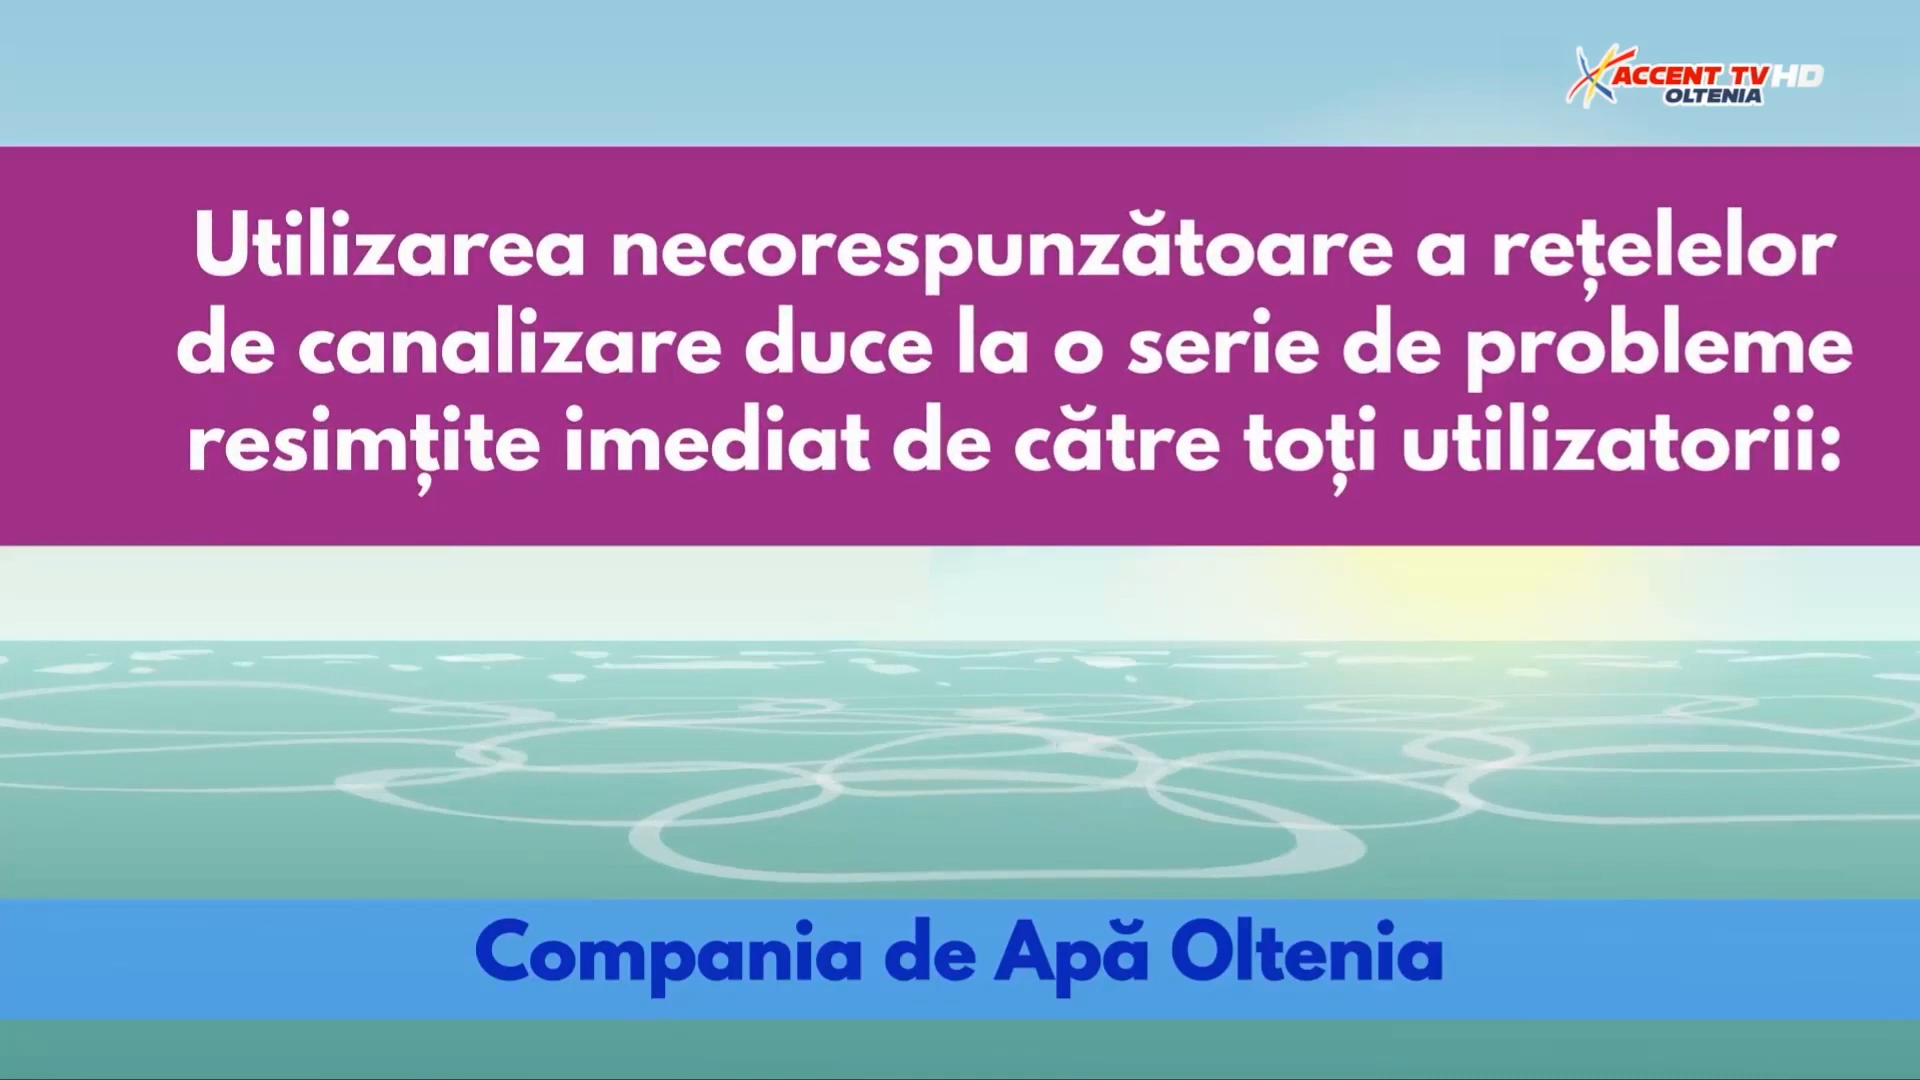 ACCENT TV HD
OLTENIA
Utilizarea necorespunzătoare a rețelelor
de canalizare duce la o serie de probleme
resimțite imediat de către toți utilizatorii:
Compania de Apă Oltenia